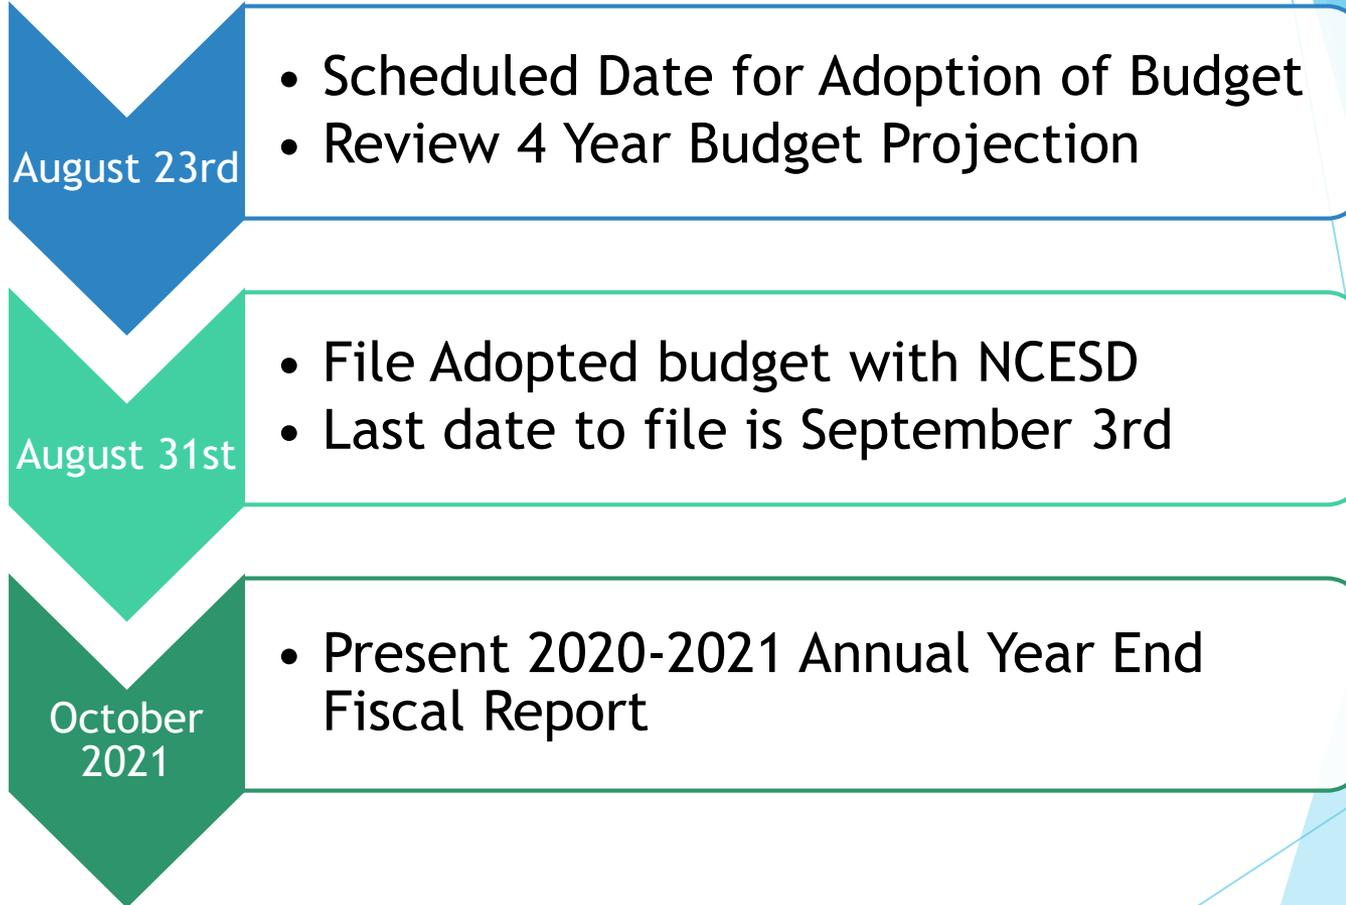 August 23rd
• Scheduled Date for Adoption of Budget
• Review 4 Year Budget Projection
August 31st
• File Adopted budget with NCESD
• Last date to file is September 3rd
October
2021
• Present 2020-2021 Annual Year End
Fiscal Report